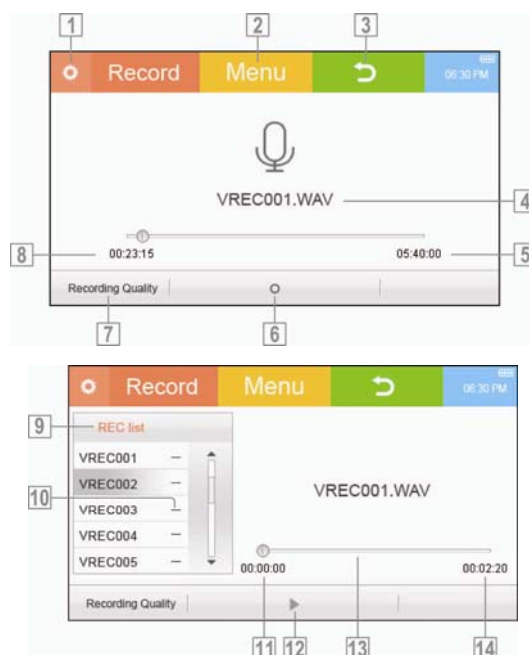 1 2 3
Record Menu 06:30 PM
VREC001.WAV 4
8 00:23:15 05:40:00 5
Recording Quality
7 6
Record Menu 06:30 PM
9 REC list
VREC001
VREC002 VREC001.WAV
10 VREC003
VREC004
VREC005 00:00:00 00:02:20
Recording Quality
11 12 13 14